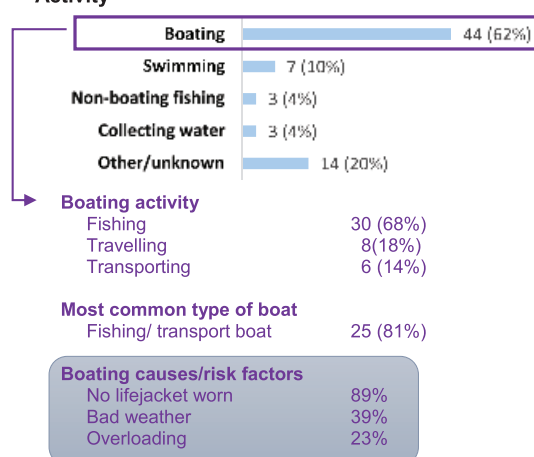 Activity
Boating 44 (62%)
Swimming 7 (10%)
Non-boating fishing 3 (4%)
Collecting water 3 (4%)
Other/unknown 14 (20%)
Boating activity
Fishing 30 (68%)
Travelling 8(18%)
Transporting 6 (14%)
Most common type of boat
Fishing/ transport boat 25 (81%)
Boating causes/risk factors
No lifejacket worn 89%
Bad weather 39%
Overloading 23%